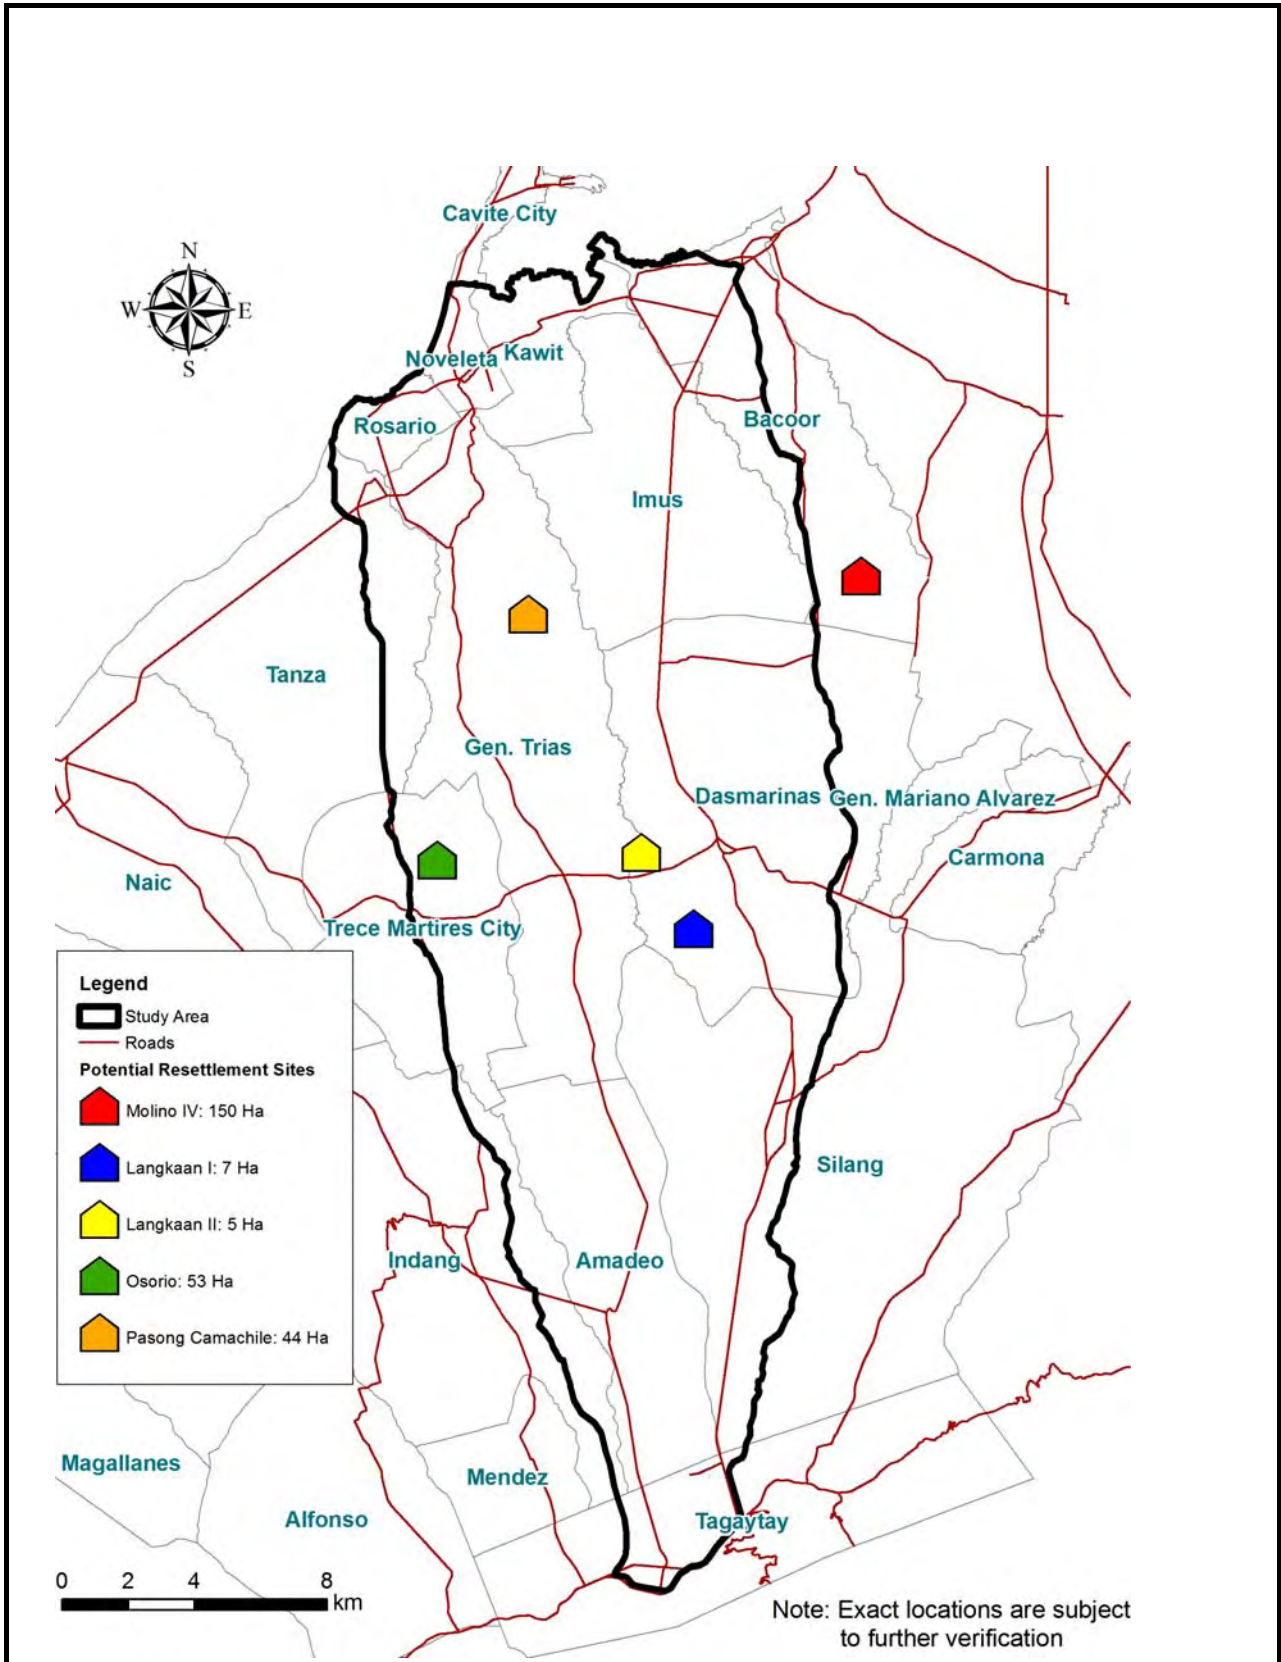 Cavite City
N
W
E
S
Noveleta
Kawit
Rosario
Bacoor
Imus
Tanza
Gen. Trias
Dasmarinas
Gen. Mariano Alvarez
Carmona
Naic
Trece Martires City
Legend
Study Area
Roads
Potential Resettlement Sites
Molino IV: 150 Ha
Langkaan I: 7 Ha
Langkaan II: 5 Ha
Osorio: 53 Ha
Pasong Camachile: 44 Ha
Silang
Indang
Amadeo
Magallanes
Mendez
Alfonso
Tagaytay
0 2 4 8
km
Note: Exact locations are subject
to further verification